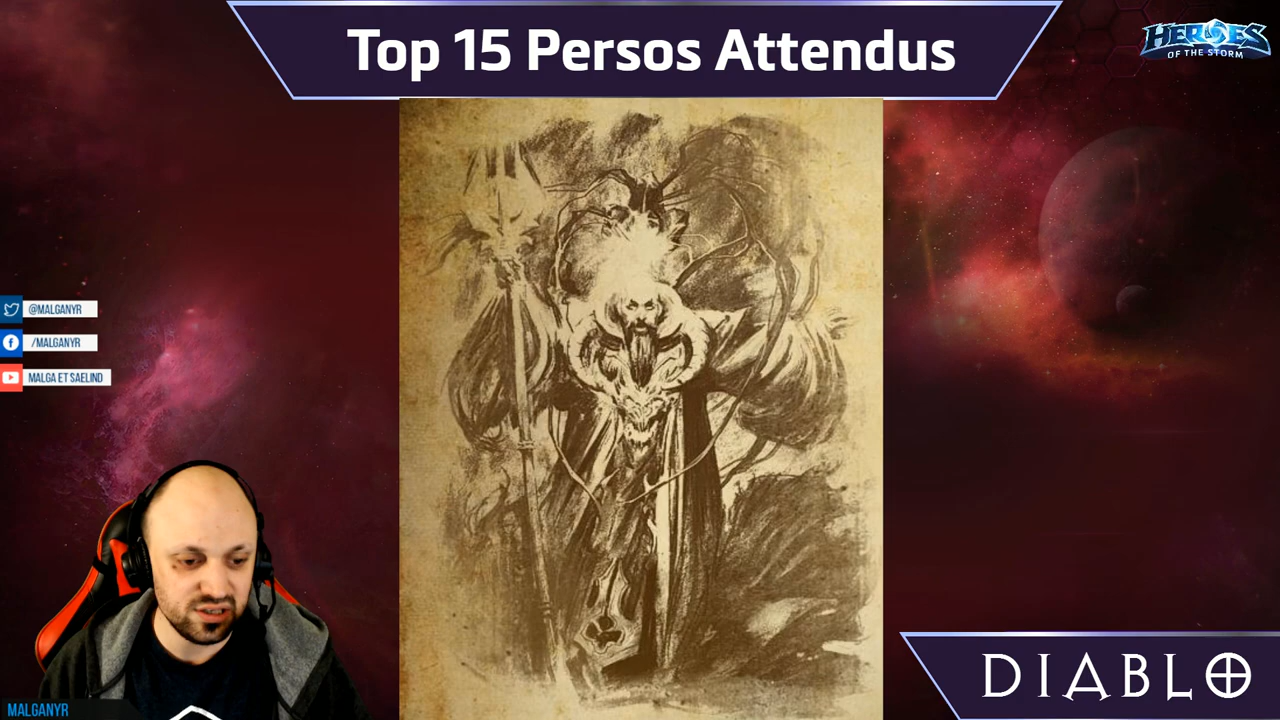 Top 15 Persos Attendus
HEROES
OF THE STORM
@MALGANYR
/MALGANYR
MALGA ET SAELIND
MALGANYR
DIABLO